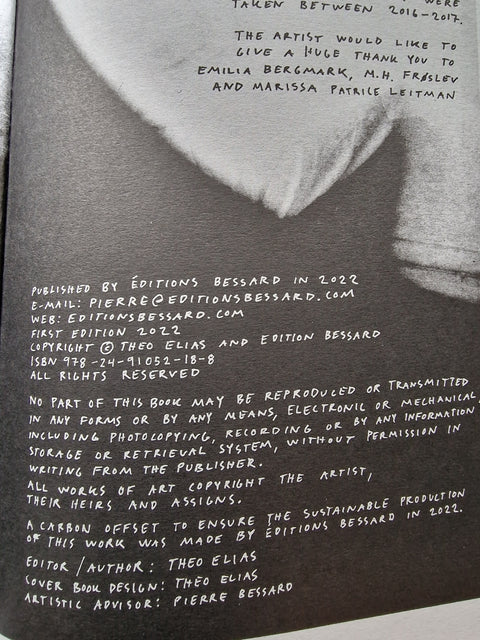 WERE
TAKEN BETWEEN 2016-2017.
THE ARTIST WOULD LIKE TO
GIVE A HUGE THANK YOU TO
EMILIA BERGMARK, M.H. FRØSLEV
AND MARISSA PATRICE LEITMAN
PUBLISHED BY ÉDITIONS BESSARD IN 2022
E-MAIL: PIERRE@EDITIONSBESSARD.COM
WEB: EDITIONSBESSARD.COM
FIRST EDITION 2022
COPYRIGHT © THEO ELIAS AND EDITION BESSARD
ISBN 978-24-91052-18-8
ALL RIGHTS RESERVED
NO PART OF THIS BOOK MAY BE REPRODUCED OR TRANSMITTED
IN ANY FORMS OR BY ANY MEANS, ELECTRONIC OR MECHANICAL,
INCLUDING PHOTOCOPYING, RECORDING OR BY ANY INFORMATION
STORAGE OR RETRIEVAL SYSTEM, WITHOUT PERMISSION IN
WRITING FROM THE PUBLISHER.
ALL WORKS OF ART COPYRIGHT THE ARTIST,
THEIR HEIRS AND ASSIGNS.
A CARBON OFFSET TO ENSURE THE SUSTAINABLE PRODUCTION
OF THIS WORK WAS MADE BY ÉDITIONS BESSARD IN 2022.
EDITOR / AUTHOR: THEO ELIAS
COVER BOOK DESIGN: THEO ELIAS
ARTISTIC ADVISOR: PIERRE BESSARD